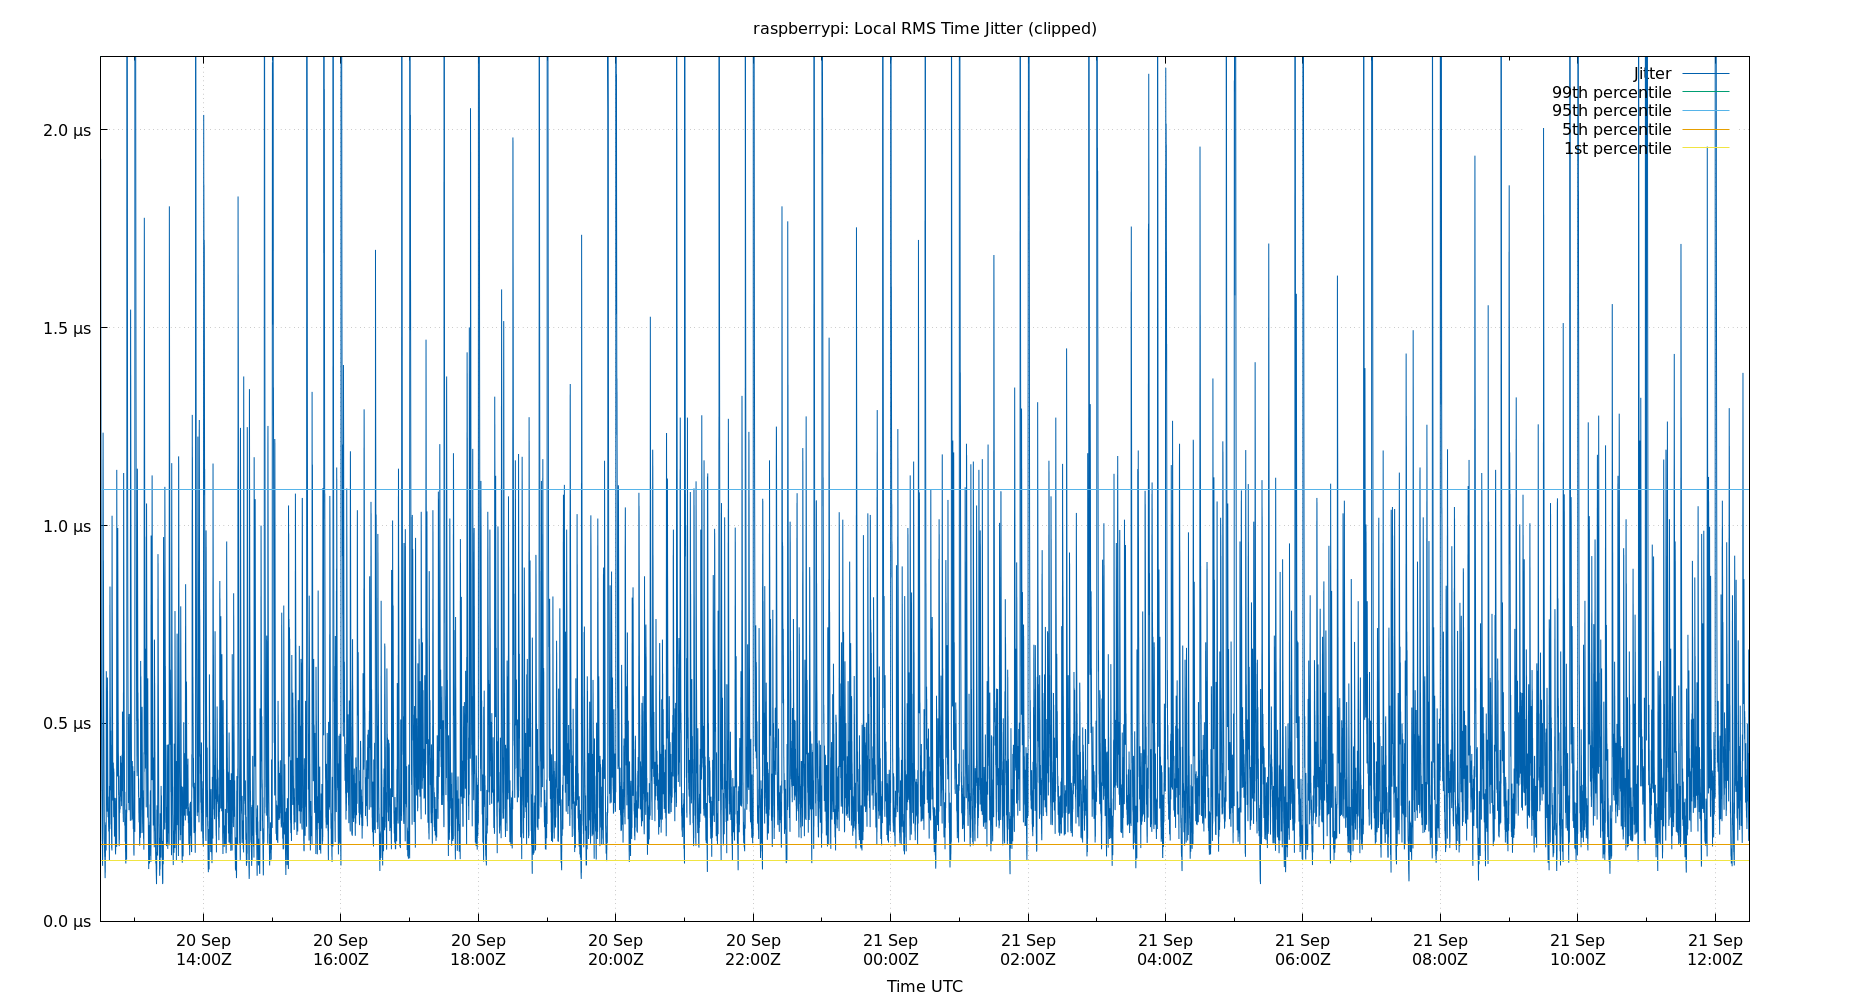 raspberrypi: Local RMS Time Jitter (clipped)
Jitter
99th percentile
95th percentile
5th percentile
1st percentile
2.0 µs
1.5 µs
1.0 µs
0.5 µs
0.0 µs
20 Sep 20 Sep 20 Sep 20 Sep 20 Sep 21 Sep 21 Sep 21 Sep 21 Sep 21 Sep 21 Sep 21 Sep
14:00Z 16:00Z 18:00Z 20:00Z 22:00Z 00:00Z 02:00Z 04:00Z 06:00Z 08:00Z 10:00Z 12:00Z
Time UTC